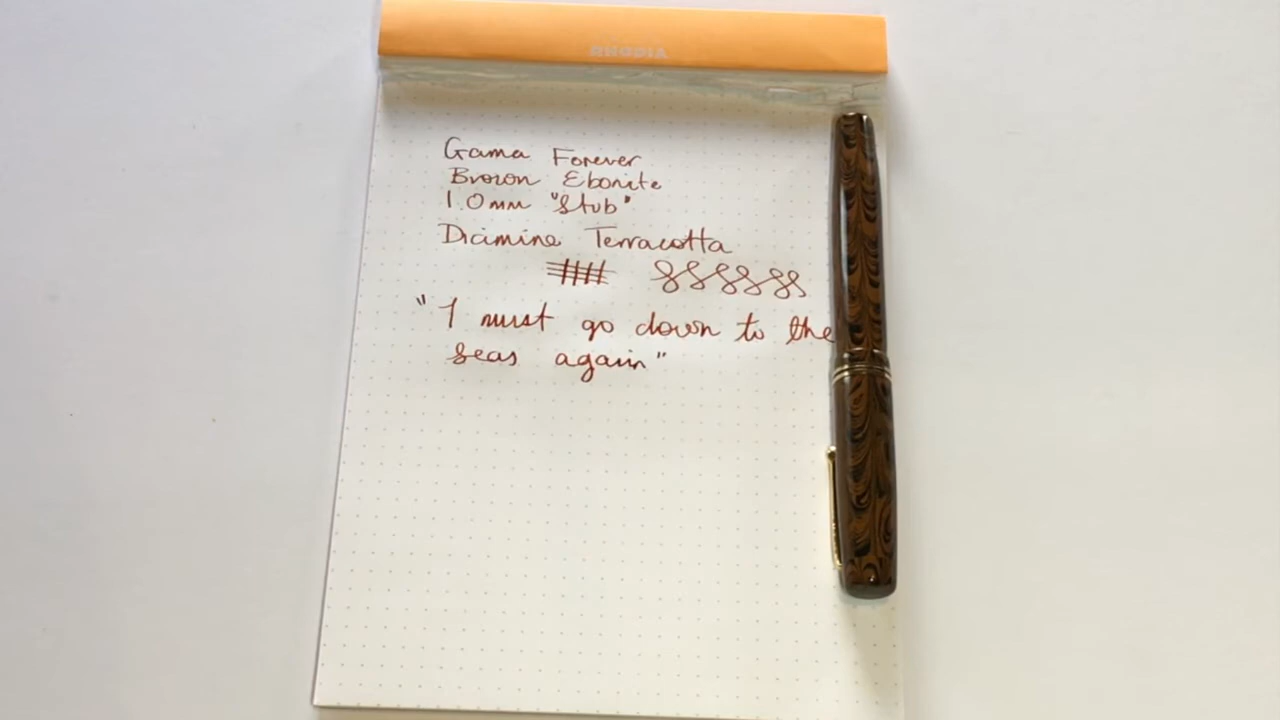 RHODIA
Gama Forever
Brown Ebonite
1.0mm "Stub"
Diamine Terracotta
"I must go down to the
seas again"